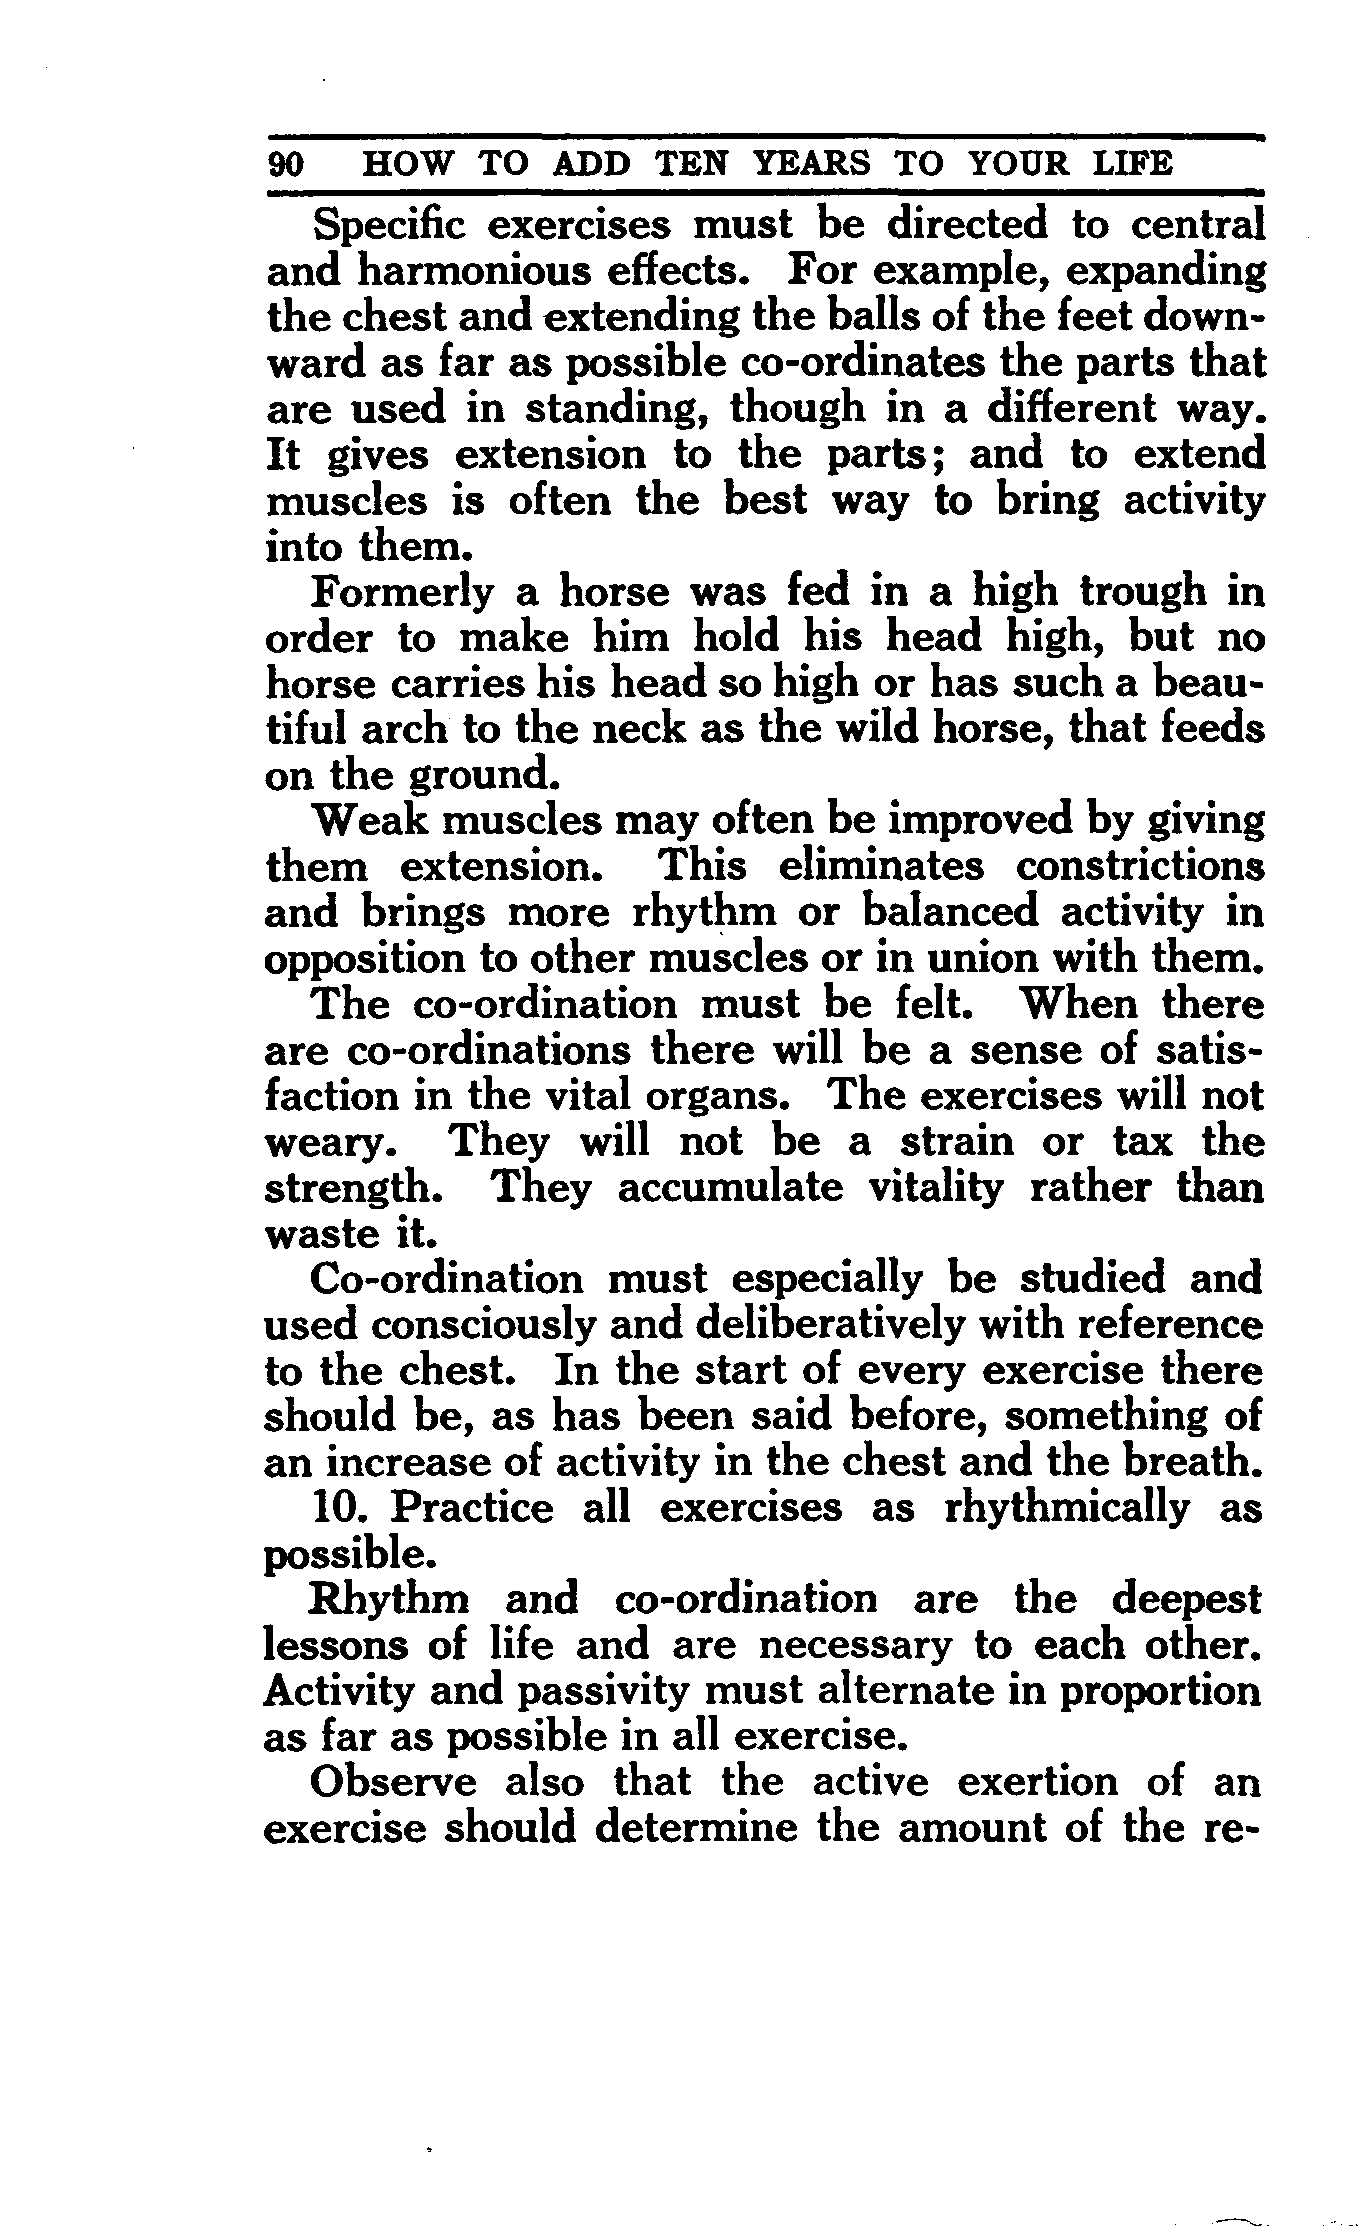 90 HOW TO ADD TEN YEARS TO YOUR LIFE
Specific exercises must be directed to central
and harmonious effects. For example, expanding
the chest and extending the balls of the feet down-
ward as far as possible co-ordinates the parts that
are used in standing, though in a different way.
It gives extension to the parts; and to extend
muscles is often the best way to bring activity
into them.
Formerly a horse was fed in a high trough in
order to make him hold his head high, but no
horse carries his head so high or has such a beau-
tiful arch to the neck as the wild horse, that feeds
on the ground.
Weak muscles may often be improved by giving
them extension. This eliminates constrictions
and brings more rhythm or balanced activity in
opposition to other muscles or in union with them.
The co-ordination must be felt. When there
are co-ordinations there will be a sense of satis-
faction in the vital organs. The exercises will not
weary. They will not be a strain or tax the
strength. They accumulate vitality rather than
waste it.
Co-ordination must especially be studied and
used consciously and deliberatively with reference
to the chest. In the start of every exercise there
should be, as has been said before, something of
an increase of activity in the chest and the breath.
10. Practice all exercises as rhythmically as
possible.
Rhythm and co-ordination are the deepest
lessons of life and are necessary to each other.
Activity and passivity must alternate in proportion
as far as possible in all exercise.
Observe also that the active exertion of an
exercise should determine the amount of the re-